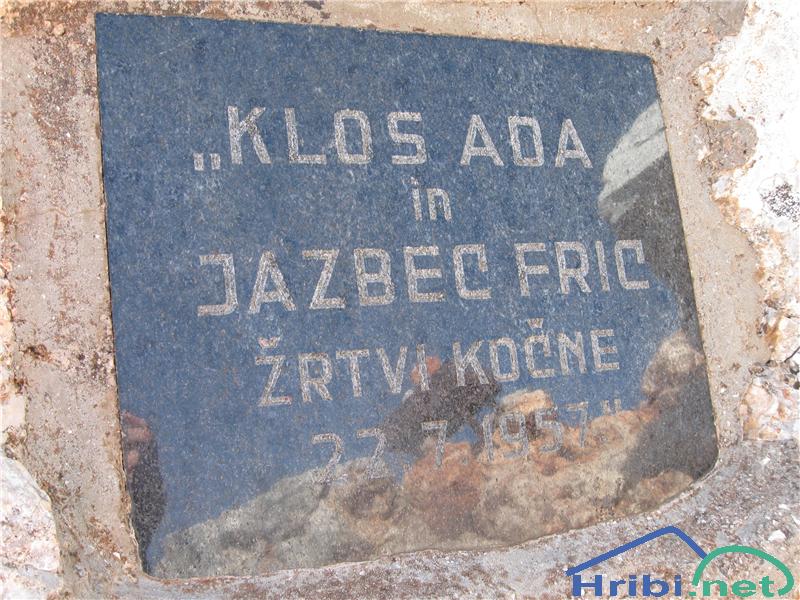 „KLOS ADA
in
JAZBEC FRIC
ŽRTVI KOČNE
22.7.1957."
Hribi.net